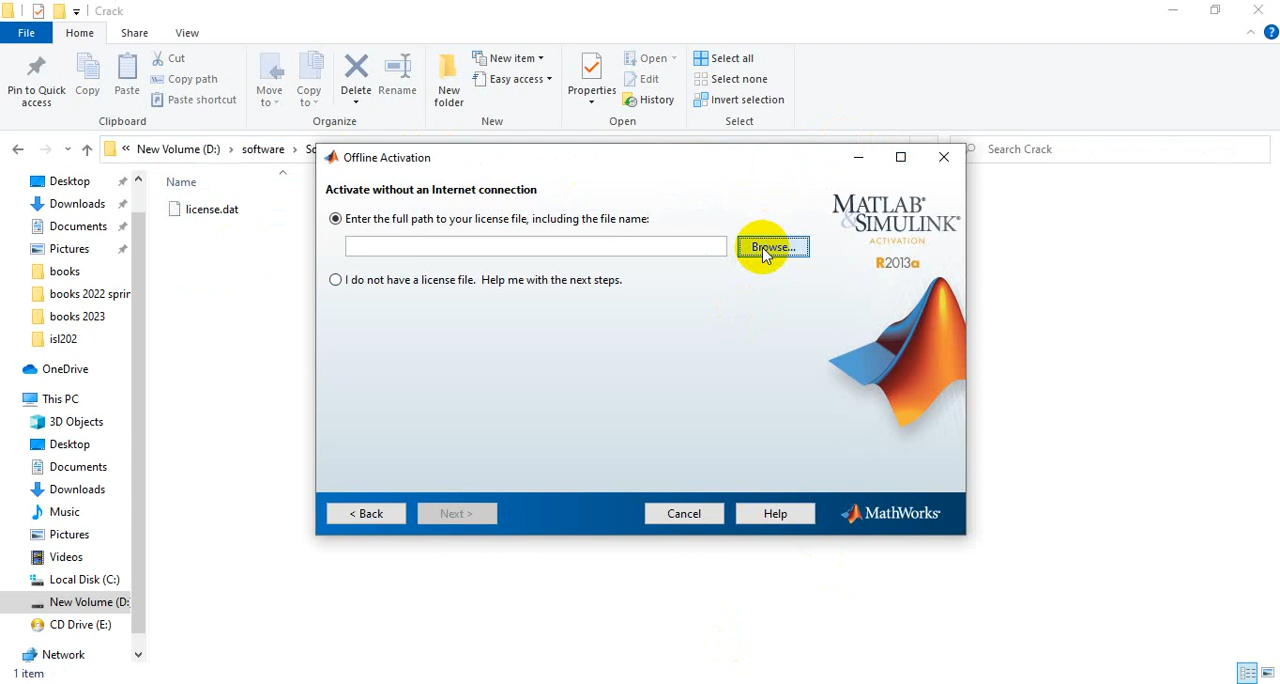 Crack
File Home Share View
Pin to Quick access
Copy
Paste
Cut
Copy path
Paste shortcut
Clipboard
Move to
Copy to
Delete
Rename
Organize
New folder
New item
Easy access
New
Properties
Open
Edit
History
Open
Select all
Select none
Invert selection
Select
« New Volume (D:) › software ›
Search Crack
Desktop
Downloads
Documents
Pictures
books
books 2022 sprin
books 2023
isl202
OneDrive
This PC
3D Objects
Desktop
Documents
Downloads
Music
Pictures
Videos
Local Disk (C:)
New Volume (D:
CD Drive (E:)
Network
Name
license.dat
Offline Activation
Activate without an Internet connection
Enter the full path to your license file, including the file name:
Browse...
I do not have a license file. Help me with the next steps.
MATLAB®
&SIMULINK®
ACTIVATION
R2013a
< Back
Next >
Cancel
Help
MathWorks®
1 item